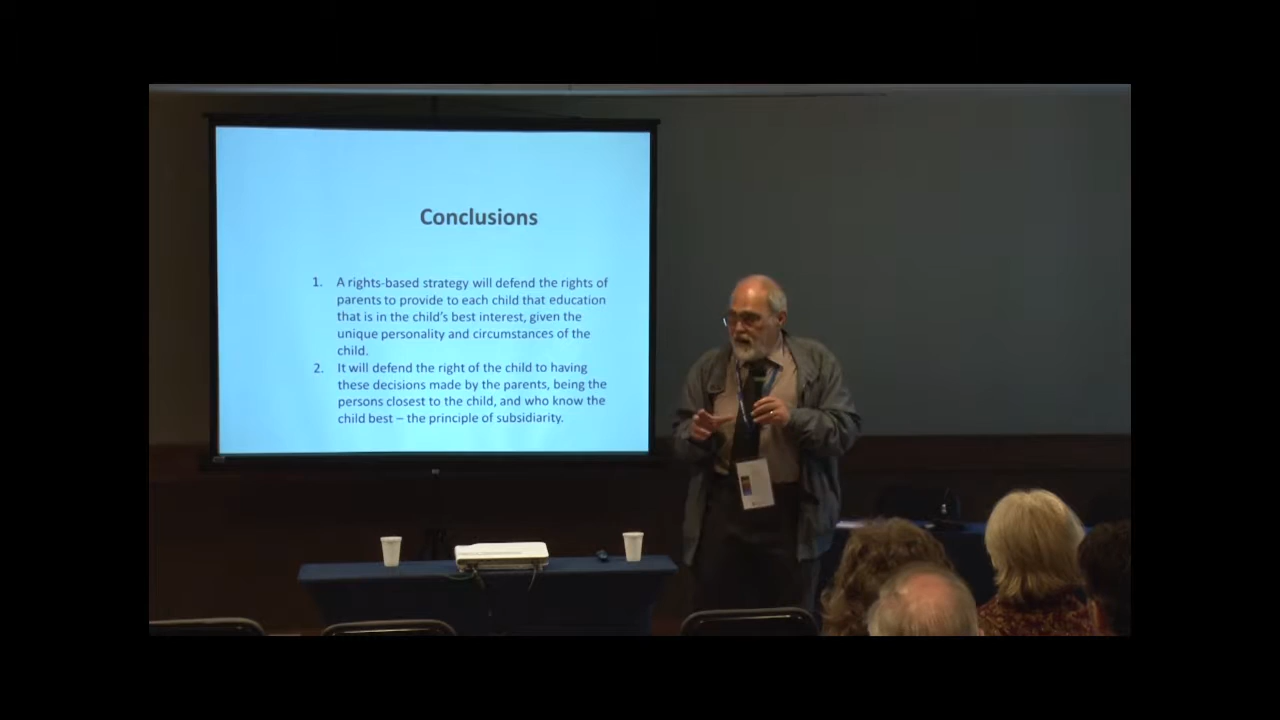 Conclusions
1. A rights-based strategy will defend the rights of
parents to provide to each child that education
that is in the child's best interest, given the
unique personality and circumstances of the
child.
2. It will defend the right of the child to having
these decisions made by the parents, being the
persons closest to the child, and who know the
child best – the principle of subsidiarity.